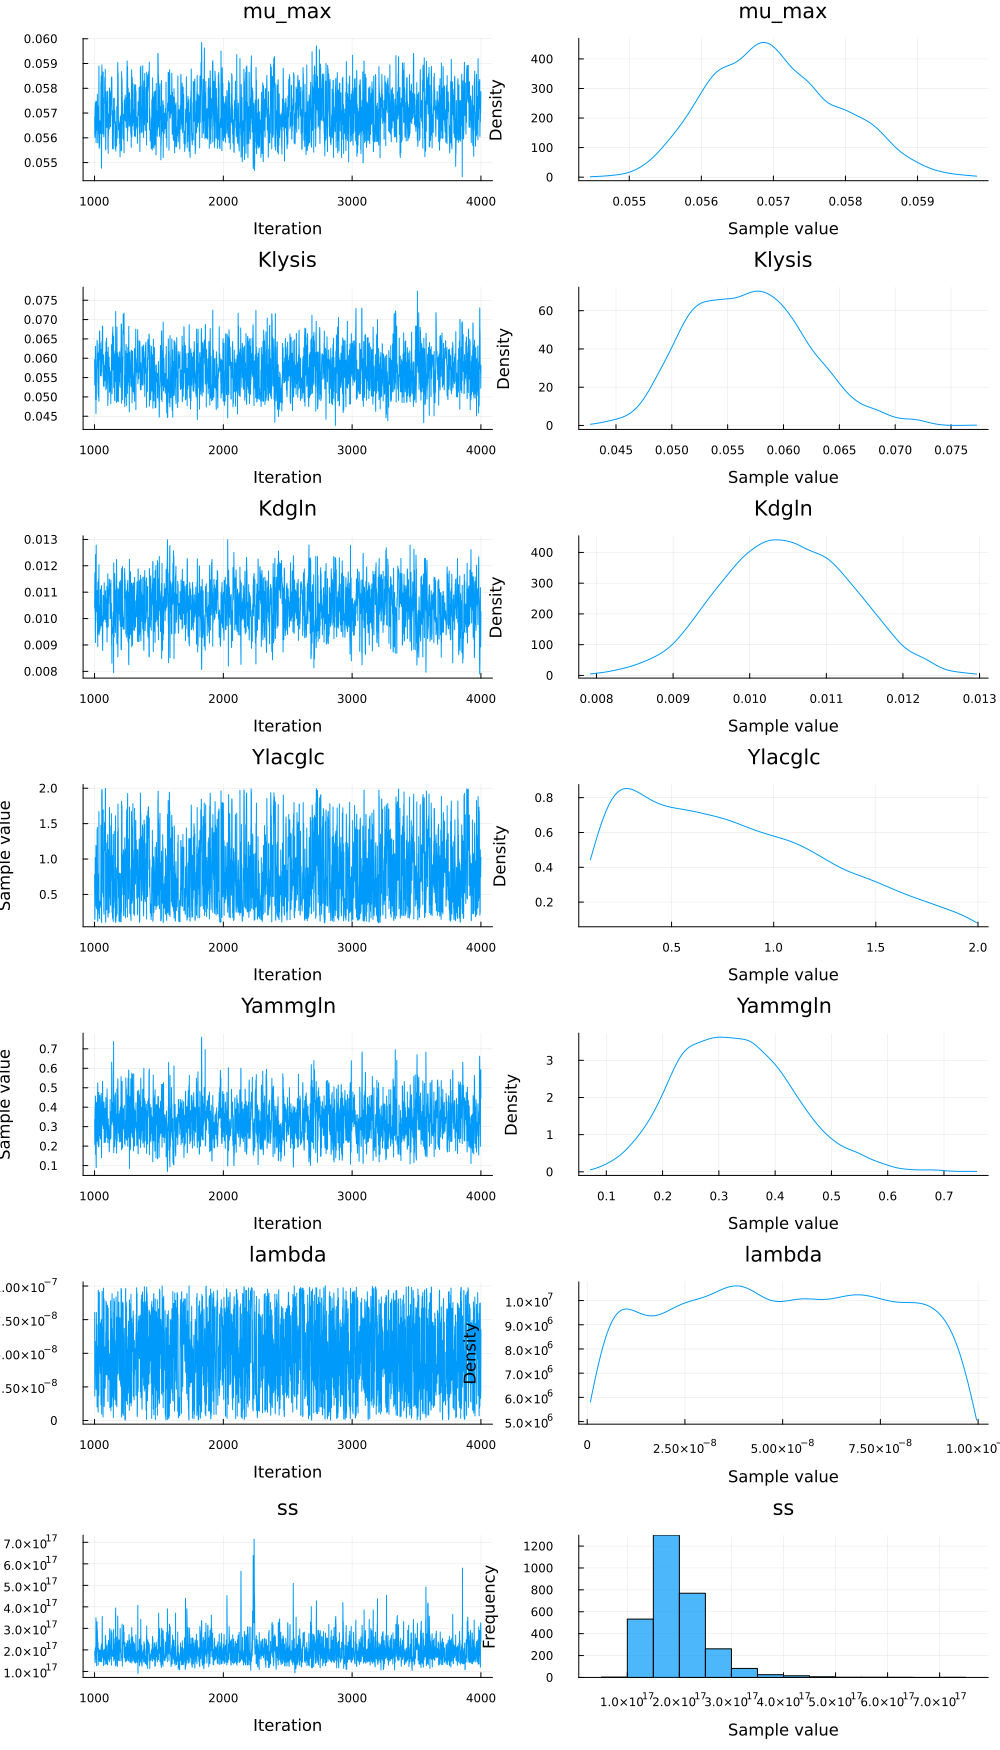 mu_max mu_max
0.060
0.059
0.058
0.057
0.056
0.055
1000 2000 3000 4000
Iteration
Density
400
300
200
100
0
0.055 0.056 0.057 0.058 0.059
Sample value
Klysis Klysis
0.075
0.070
0.065
0.060
0.055
0.050
0.045
1000 2000 3000 4000
Iteration
Density
60
40
20
0
0.045 0.050 0.055 0.060 0.065 0.070 0.075
Sample value
Kdgln Kdgln
0.013
0.012
0.011
0.010
0.009
0.008
1000 2000 3000 4000
Iteration
Density
400
300
200
100
0
0.008 0.009 0.010 0.011 0.012 0.013
Sample value
Ylacglc Ylacglc
Sample value
2.0
1.5
1.0
0.5
1000 2000 3000 4000
Iteration
Density
0.8
0.6
0.4
0.2
0.5 1.0 1.5 2.0
Sample value
Yammgln Yammgln
Sample value
0.7
0.6
0.5
0.4
0.3
0.2
0.1
1000 2000 3000 4000
Iteration
Density
3
2
1
0
0.1 0.2 0.3 0.4 0.5 0.6 0.7
Sample value
lambda lambda
.00×10⁻⁷
.50×10⁻⁸
.00×10⁻⁸
.50×10⁻⁸
0
1000 2000 3000 4000
Iteration
Density
1.0×10⁷
9.0×10⁶
8.0×10⁶
7.0×10⁶
6.0×10⁶
5.0×10⁶
0 2.50×10⁻⁸ 5.00×10⁻⁸ 7.50×10⁻⁸ 1.00×10⁻
Sample value
ss ss
7.0×10¹⁷
6.0×10¹⁷
5.0×10¹⁷
4.0×10¹⁷
3.0×10¹⁷
2.0×10¹⁷
1.0×10¹⁷
1000 2000 3000 4000
Iteration
Frequency
1200
1000
800
600
400
200
0
1.0×10¹⁷ 2.0×10¹⁷ 3.0×10¹⁷ 4.0×10¹⁷ 5.0×10¹⁷ 6.0×10¹⁷ 7.0×10¹⁷
Sample value